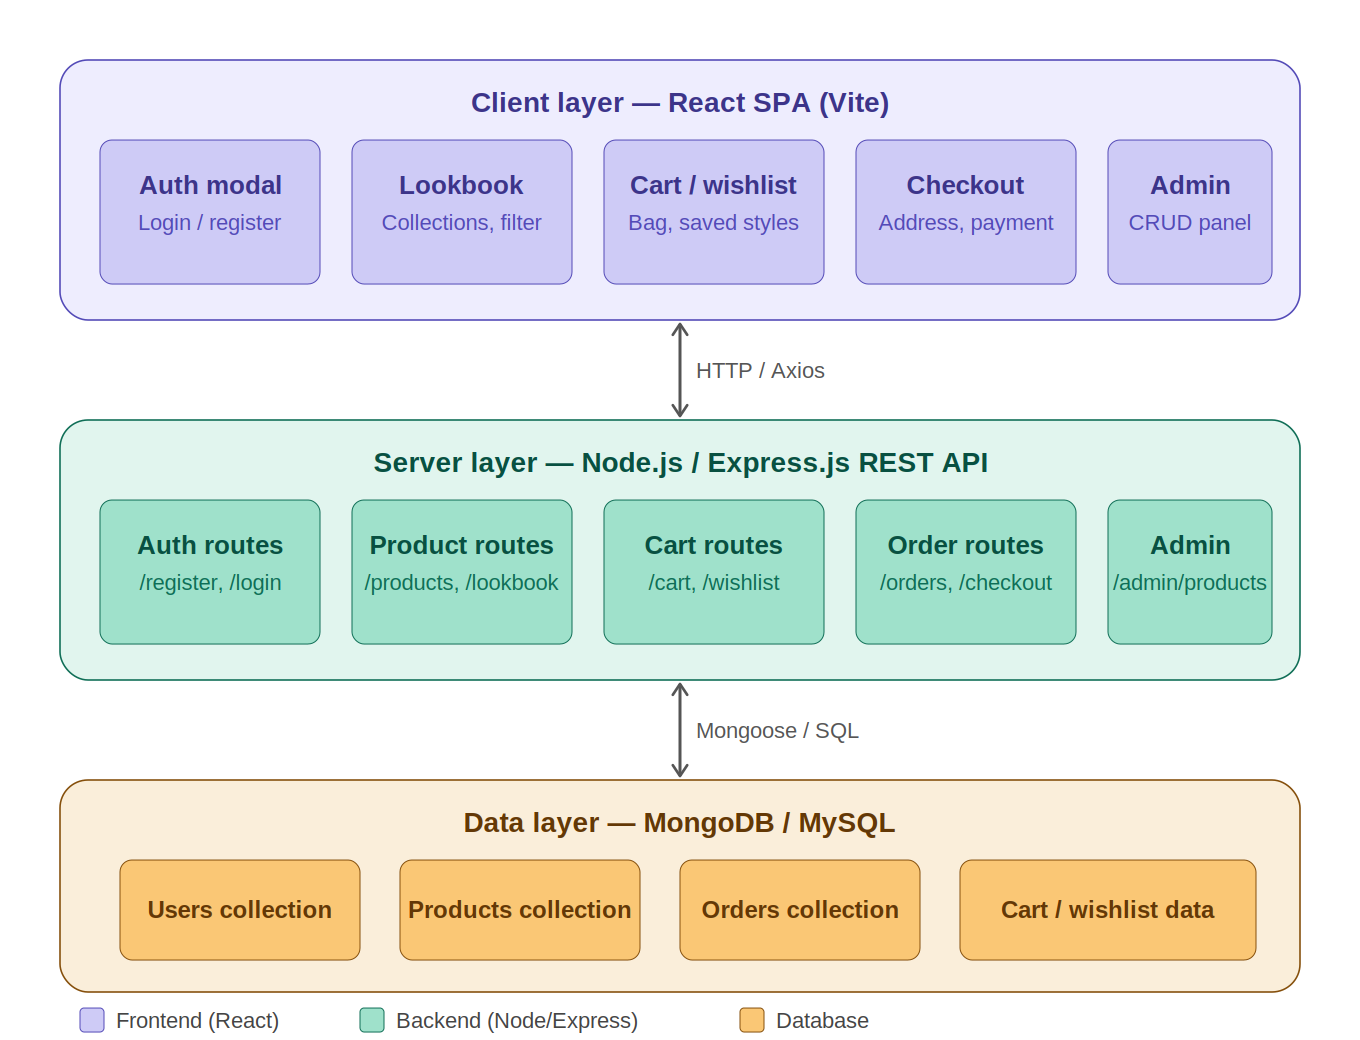 Client layer — React SPA (Vite)
Auth modal
Login / register
Lookbook
Collections, filter
Cart / wishlist
Bag, saved styles
Checkout
Address, payment
Admin
CRUD panel
HTTP / Axios
Server layer — Node.js / Express.js REST API
Auth routes
/register, /login
Product routes
/products, /lookbook
Cart routes
/cart, /wishlist
Order routes
/orders, /checkout
Admin
/admin/products
Mongoose / SQL
Data layer — MongoDB / MySQL
Users collection
Products collection
Orders collection
Cart / wishlist data
Frontend (React)
Backend (Node/Express)
Database